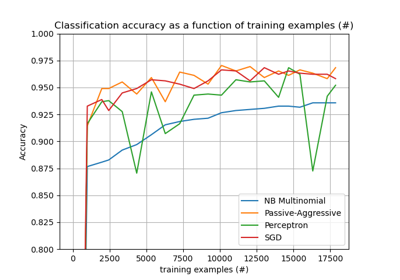 Classification accuracy as a function of training examples (#)
1.000
0.975
0.950
0.925
0.900
0.875
0.850
0.825
0.800
Accuracy
NB Multinomial
Passive-Aggressive
Perceptron
SGD
0 2500 5000 7500 10000 12500 15000 17500
training examples (#)